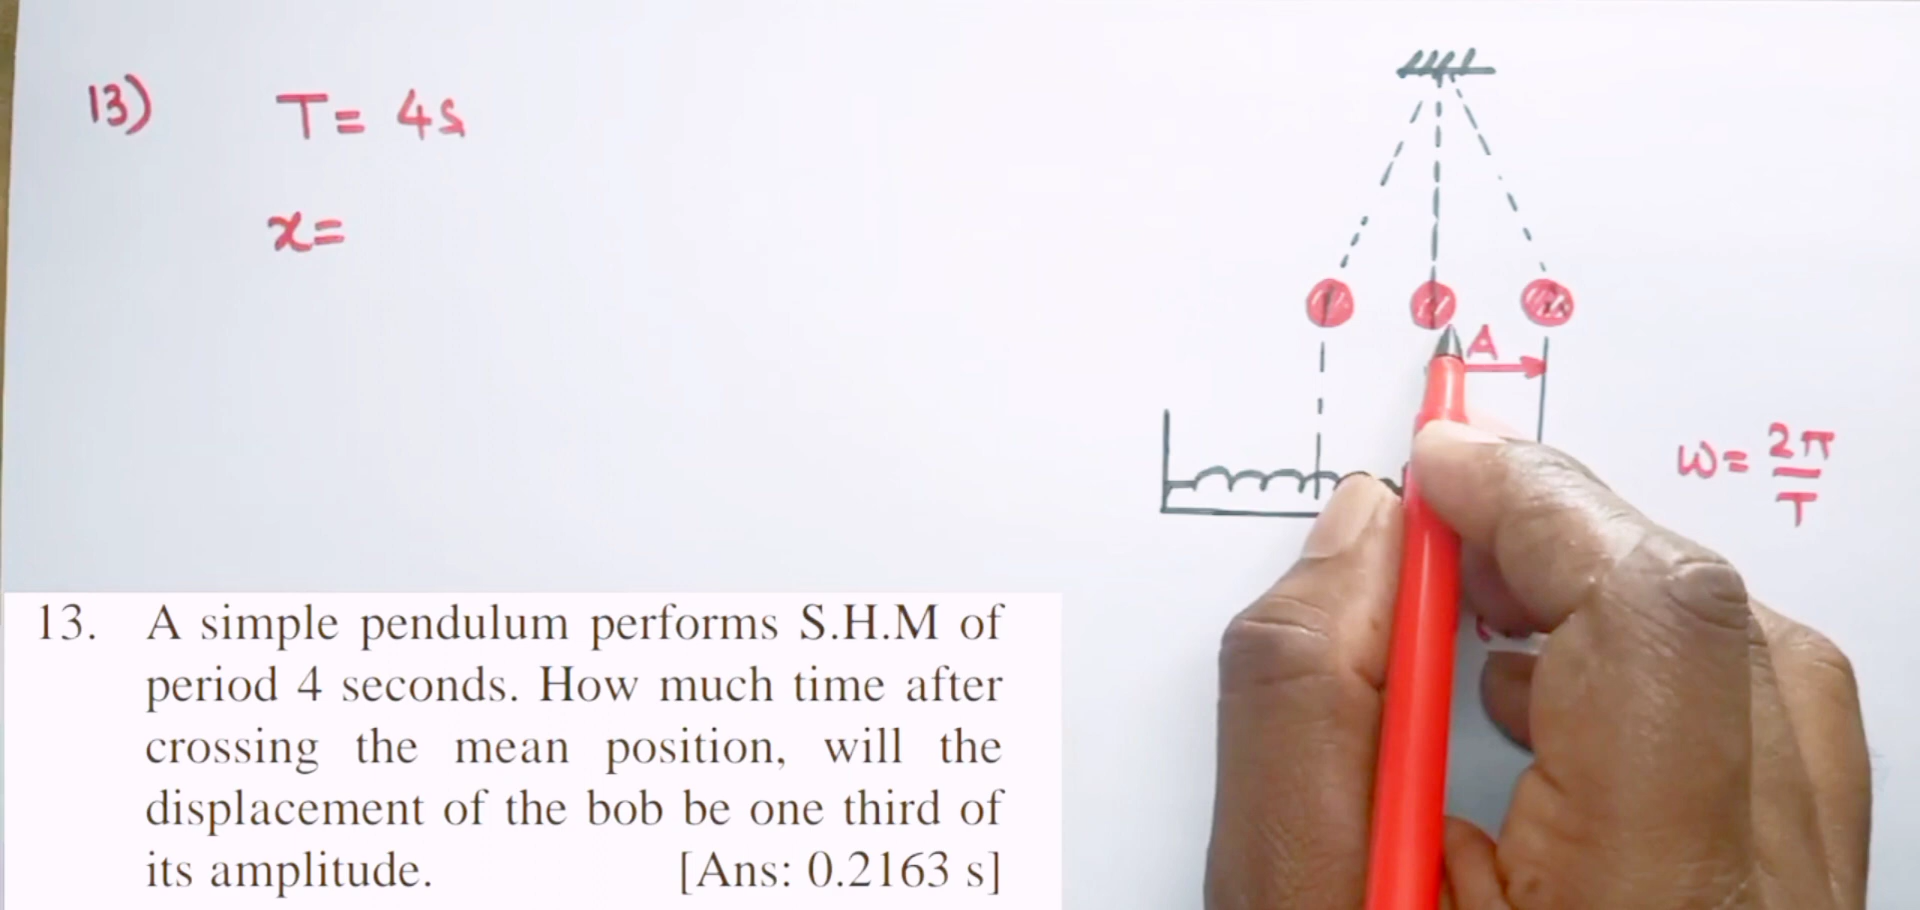 13) T = 4s
x =
A
ω = 2π/T
13. A simple pendulum performs S.H.M of
period 4 seconds. How much time after
crossing the mean position, will the
displacement of the bob be one third of
its amplitude. [Ans: 0.2163 s]